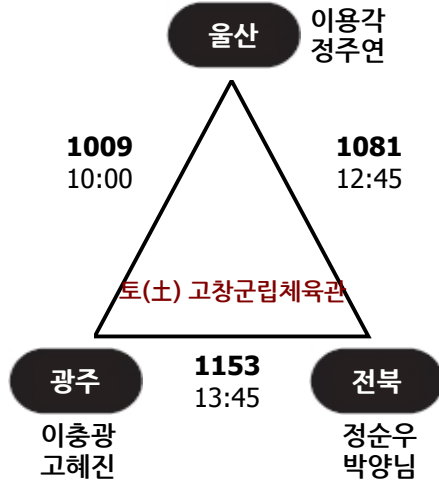 울산
이용각
정주연
1009
10:00
1081
12:45
토(土) 고창군립체육관
광주
1153
13:45
전북
이충광
고혜진
정순우
박양님